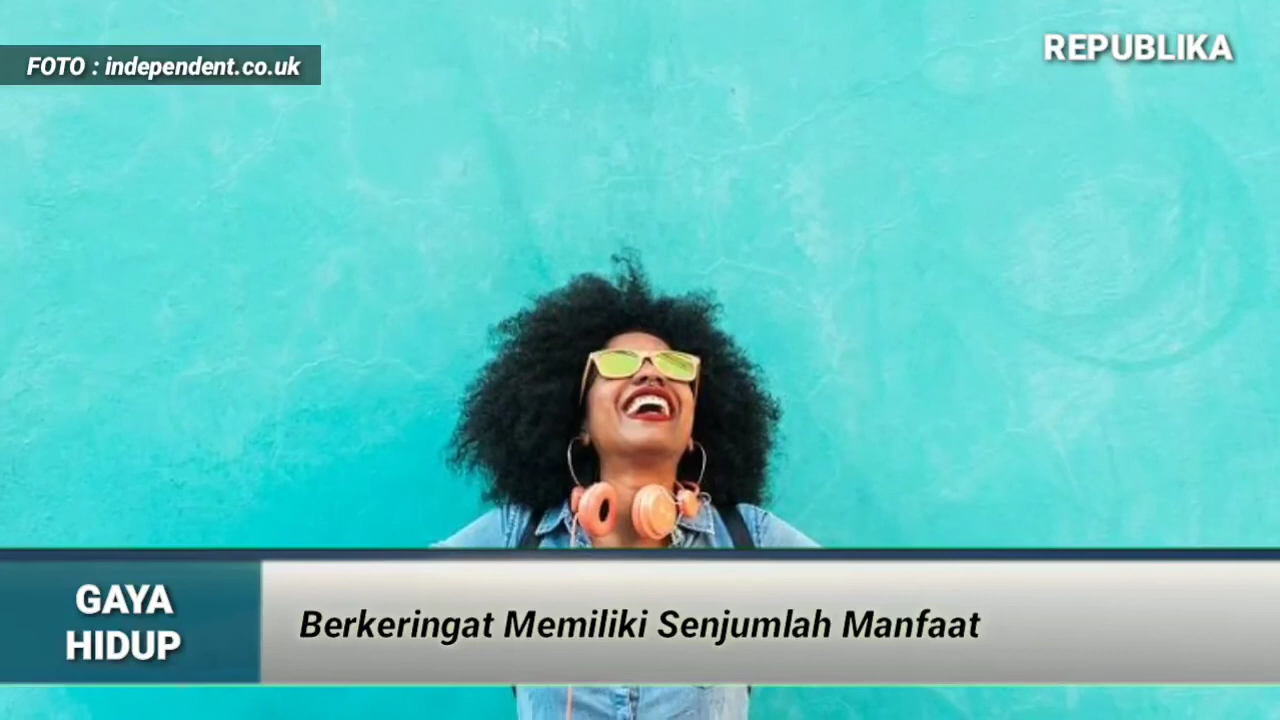 FOTO : independent.co.uk
REPUBLIKA
GAYA
HIDUP
Berkeringat Memiliki Senjumlah Manfaat